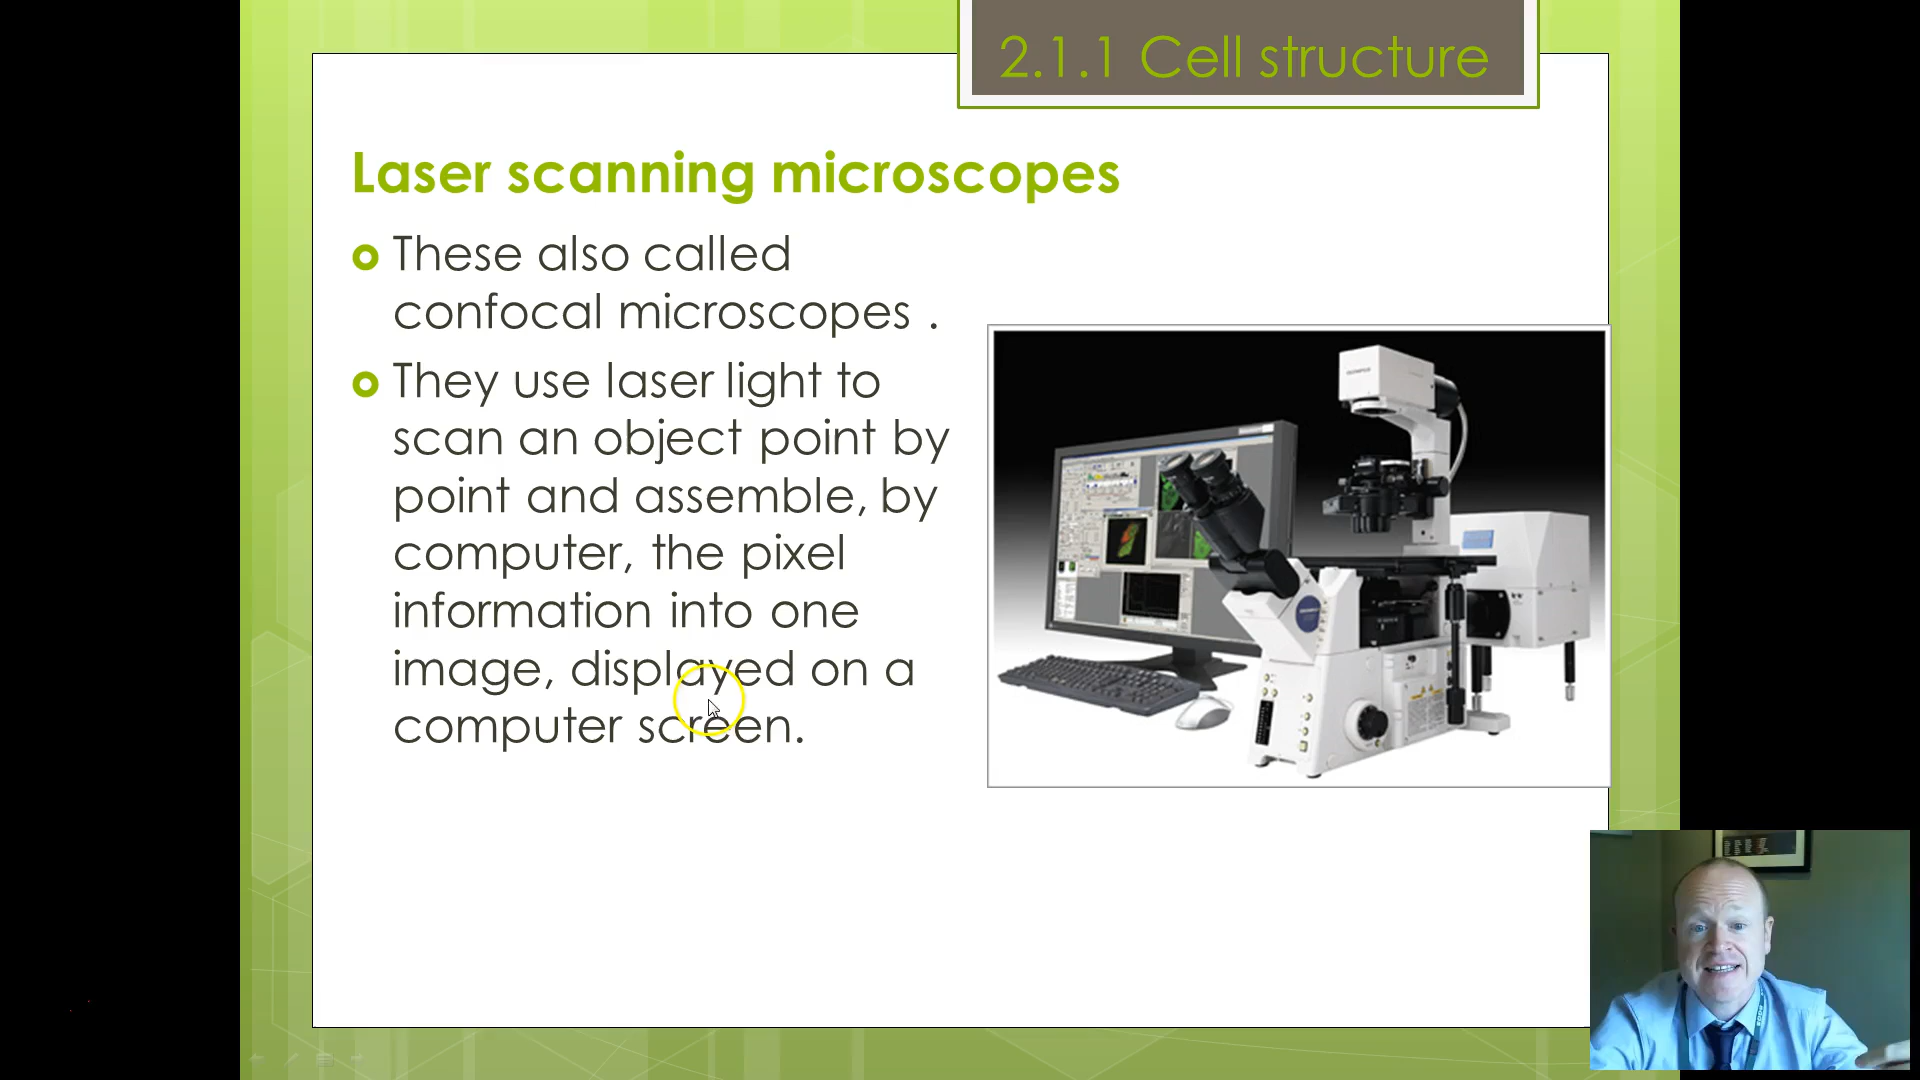 2.1.1 Cell structure
Laser scanning microscopes
These also called
confocal microscopes .
They use laser light to
scan an object point by
point and assemble, by
computer, the pixel
information into one
image, displayed on a
computer screen.